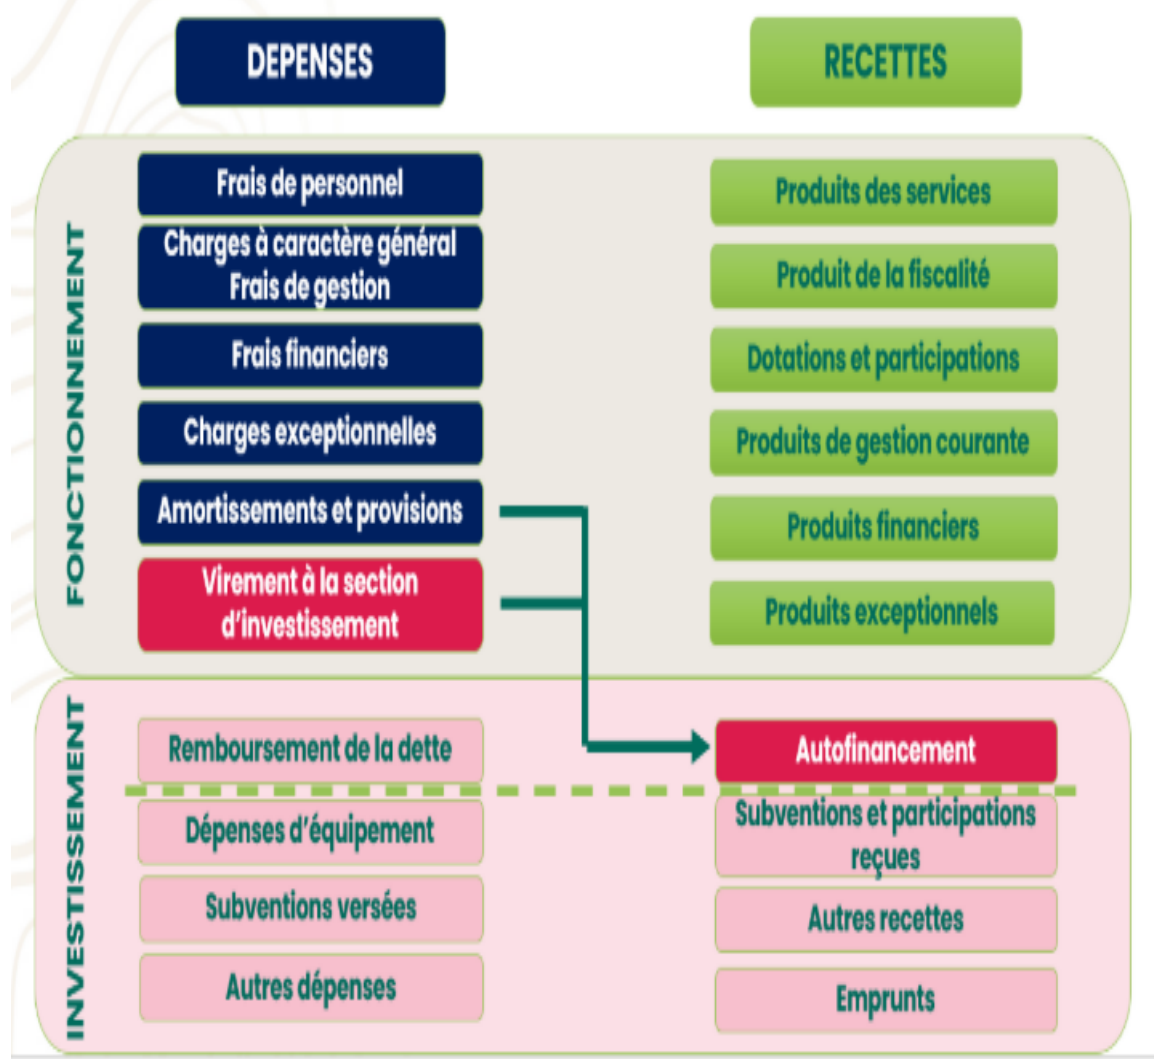 DEPENSES
RECETTES
FONCTIONNEMENT
Frais de personnel
Charges à caractère général
Frais de gestion
Frais financiers
Charges exceptionnelles
Amortissements et provisions
Virement à la section
d'investissement
Produits des services
Produit de la fiscalité
Dotations et participations
Produits de gestion courante
Produits financiers
Produits exceptionnels
INVESTISSEMENT
Remboursement de la dette
Dépenses d'équipement
Subventions versées
Autres dépenses
Autofinancement
Subventions et participations
reçues
Autres recettes
Emprunts